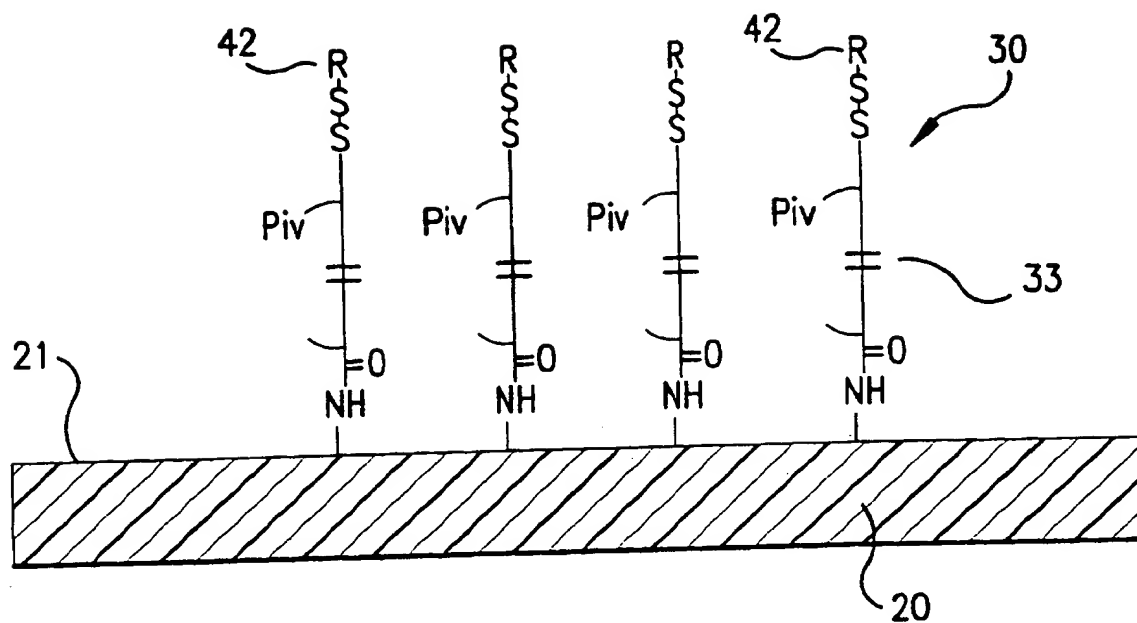 42 R R R 42 R 30
S S S S
S S S S
Piv Piv Piv Piv
33
=O =O =O =O
21 NH NH NH NH
20